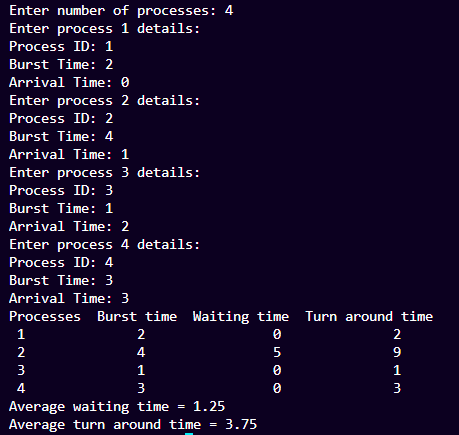 Enter number of processes: 4
Enter process 1 details:
Process ID: 1
Burst Time: 2
Arrival Time: 0
Enter process 2 details:
Process ID: 2
Burst Time: 4
Arrival Time: 1
Enter process 3 details:
Process ID: 3
Burst Time: 1
Arrival Time: 2
Enter process 4 details:
Process ID: 4
Burst Time: 3
Arrival Time: 3
Processes  Burst time  Waiting time  Turn around time
 1              2                0              2
 2              4                5              9
 3              1                0              1
 4              3                0              3
Average waiting time = 1.25
Average turn around time = 3.75